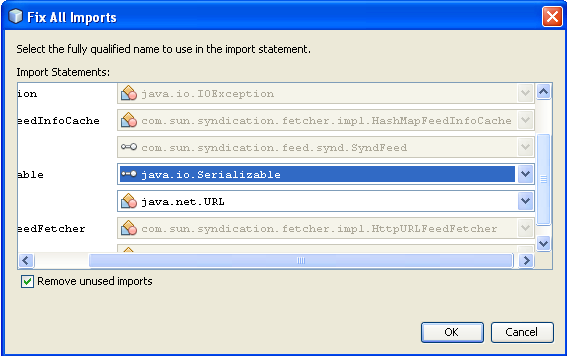 Fix All Imports
Select the fully qualified name to use in the import statement.
Import Statements:
ion java.io.IOException
eedInfoCache com.sun.syndication.fetcher.impl.HashMapFeedInfoCache
com.sun.syndication.feed.synd.SyndFeed
able java.io.Serializable
java.net.URL
eedFetcher com.sun.syndication.fetcher.impl.HttpURLFeedFetcher
Remove unused imports
OK Cancel